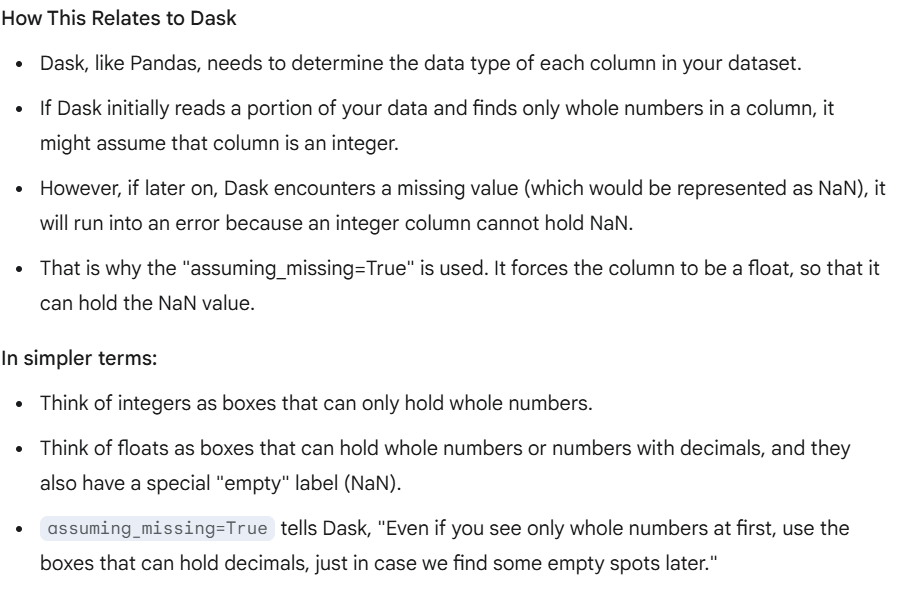 How This Relates to Dask
• Dask, like Pandas, needs to determine the data type of each column in your dataset.
• If Dask initially reads a portion of your data and finds only whole numbers in a column, it
might assume that column is an integer.
• However, if later on, Dask encounters a missing value (which would be represented as NaN), it
will run into an error because an integer column cannot hold NaN.
• That is why the "assuming_missing=True" is used. It forces the column to be a float, so that it
can hold the NaN value.
In simpler terms:
• Think of integers as boxes that can only hold whole numbers.
• Think of floats as boxes that can hold whole numbers or numbers with decimals, and they
also have a special "empty" label (NaN).
• assuming_missing=True tells Dask, "Even if you see only whole numbers at first, use the
boxes that can hold decimals, just in case we find some empty spots later."